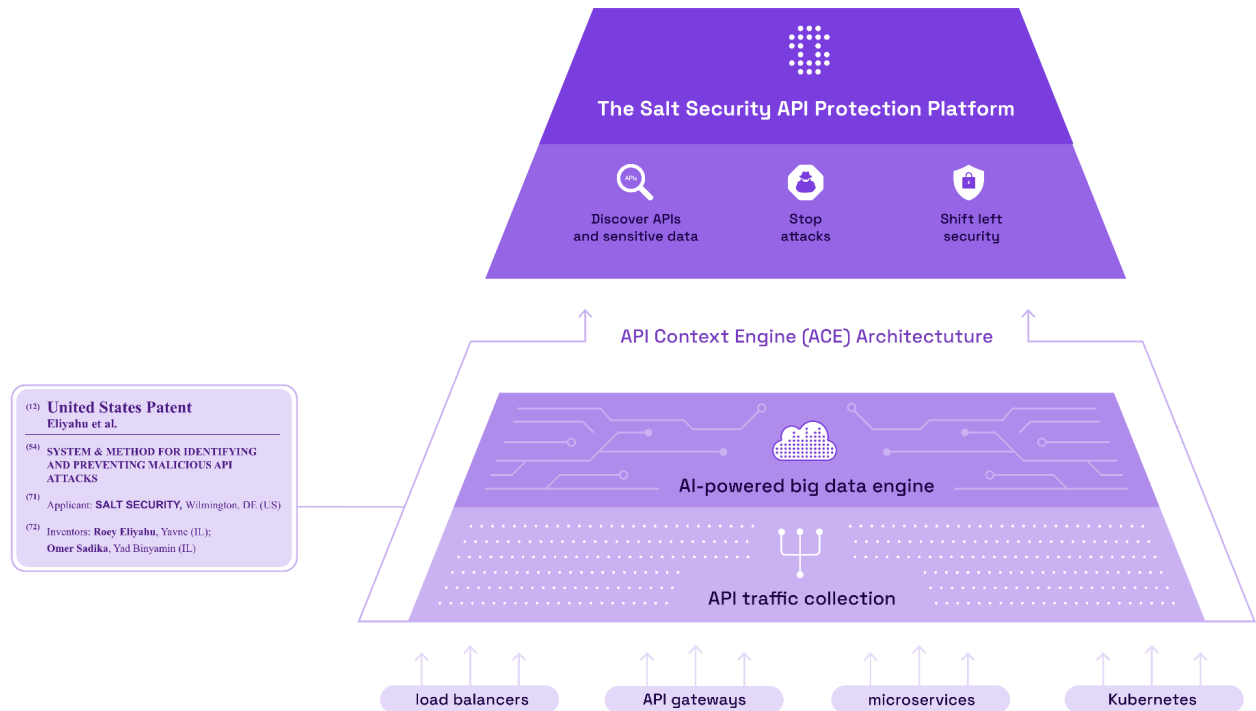 The Salt Security API Protection Platform
APIs
Discover APIs
and sensitive data
Stop
attacks
Shift left
security
API Context Engine (ACE) Architectuture
(12) United States Patent
Eliyahu et al.
(54) SYSTEM & METHOD FOR IDENTIFYING
AND PREVENTING MALICIOUS API
ATTACKS
(71) Applicant: SALT SECURITY, Wilmington, DE (US)
(72) Inventors: Roey Eliyahu, Yavne (IL);
Omer Sadika, Yad Binyamin (IL)
AI-powered big data engine
API traffic collection
load balancers
API gateways
microservices
Kubernetes